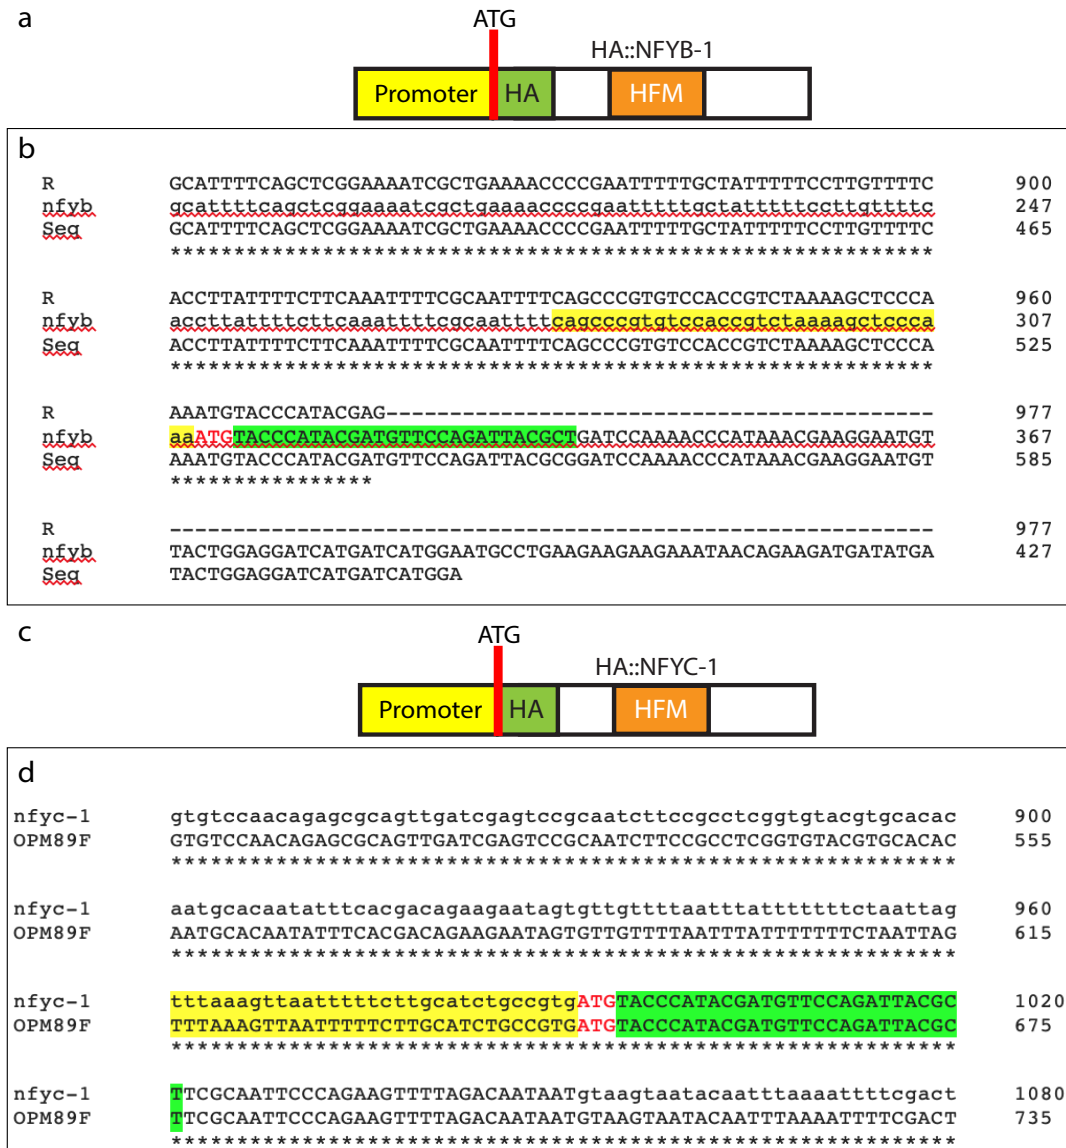 a
ATG
HA::NFYB-1
Promoter HA HFM
b
R GCATTTTCAGCTCGGAAAATCGCTGAAAACCCCGAATTTTTGCTATTTTTCCTTGTTTTC 900
nfyb gcattttcagctcggaaaatcgctgaaaaccccgaatttttgctatttttccttgttttc 247
Seq GCATTTTCAGCTCGGAAAATCGCTGAAAACCCCGAATTTTTGCTATTTTTCCTTGTTTTC 465
************************************************************
R ACCTTATTTTCTTCAAATTTTCGCAATTTTCAGCCCGTGTCCACCGTCTAAAAGCTCCCA 960
nfyb accttattttcttcaaattttcgcaattttcagcccgtgtccaccgtctaaaagctccca 307
Seq ACCTTATTTTCTTCAAATTTTCGCAATTTTCAGCCCGTGTCCACCGTCTAAAAGCTCCCA 525
************************************************************
R AAATGTACCCATACGAG------------------------------------------- 977
nfyb aaATGTACCCATACGATGTTCCAGATTACGCTGATCCAAAACCCATAAACGAAGGAATGT 367
Seq AAATGTACCCATACGATGTTCCAGATTACGCGGATCCAAAACCCATAAACGAAGGAATGT 585
****************
R ------------------------------------------------------------ 977
nfyb TACTGGAGGATCATGATCATGGAATGCCTGAAGAAGAAGAAATAACAGAAGATGATATGA 427
Seq TACTGGAGGATCATGATCATGGA
c
ATG
HA::NFYC-1
Promoter HA HFM
d
nfyc-1 gtgtccaacagagcgcagttgatcgagtccgcaatcttccgcctcggtgtacgtgcacac 900
OPM89F GTGTCCAACAGAGCGCAGTTGATCGAGTCCGCAATCTTCCGCCTCGGTGTACGTGCACAC 555
************************************************************
nfyc-1 aatgcacaatatttcacgacagaagaatagtgttgttttaatttatttttttctaattag 960
OPM89F AATGCACAATATTTCACGACAGAAGAATAGTGTTGTTTTAATTTATTTTTTTCTAATTAG 615
************************************************************
nfyc-1 tttaaagttaatttttcttgcatctgccgtgATGTACCCATACGATGTTCCAGATTACGC 1020
OPM89F TTTAAAGTTAATTTTTCTTGCATCTGCCGTGATGTACCCATACGATGTTCCAGATTACGC 675
************************************************************
nfyc-1 TTCGCAATTCCCAGAAGTTTTAGACAATAATgtaagtaatacaatttaaaattttcgact 1080
OPM89F TTCGCAATTCCCAGAAGTTTTAGACAATAATGTAAGTAATACAATTTAAAATTTTCGACT 735
************************************************************